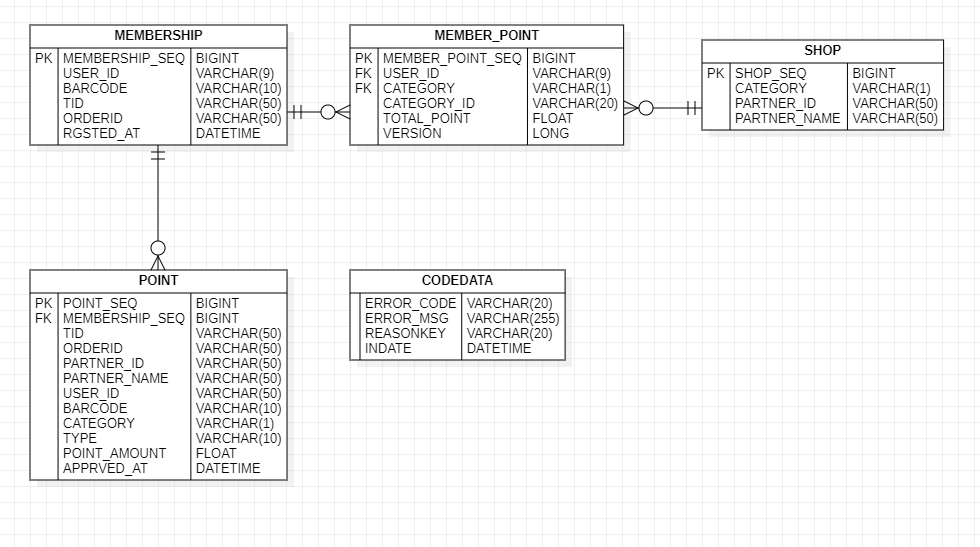 MEMBERSHIP
PK MEMBERSHIP_SEQ BIGINT
USER_ID VARCHAR(9)
BARCODE VARCHAR(10)
TID VARCHAR(50)
ORDERID VARCHAR(50)
RGSTED_AT DATETIME
MEMBER_POINT
PK MEMBER_POINT_SEQ BIGINT
FK USER_ID VARCHAR(9)
FK CATEGORY VARCHAR(1)
CATEGORY_ID VARCHAR(20)
TOTAL_POINT FLOAT
VERSION LONG
SHOP
PK SHOP_SEQ BIGINT
CATEGORY VARCHAR(1)
PARTNER_ID VARCHAR(50)
PARTNER_NAME VARCHAR(50)
POINT
PK POINT_SEQ BIGINT
FK MEMBERSHIP_SEQ BIGINT
TID VARCHAR(50)
ORDERID VARCHAR(50)
PARTNER_ID VARCHAR(50)
PARTNER_NAME VARCHAR(50)
USER_ID VARCHAR(50)
BARCODE VARCHAR(10)
CATEGORY VARCHAR(1)
TYPE VARCHAR(10)
POINT_AMOUNT FLOAT
APPRVED_AT DATETIME
CODEDATA
ERROR_CODE VARCHAR(20)
ERROR_MSG VARCHAR(255)
REASONKEY VARCHAR(20)
INDATE DATETIME